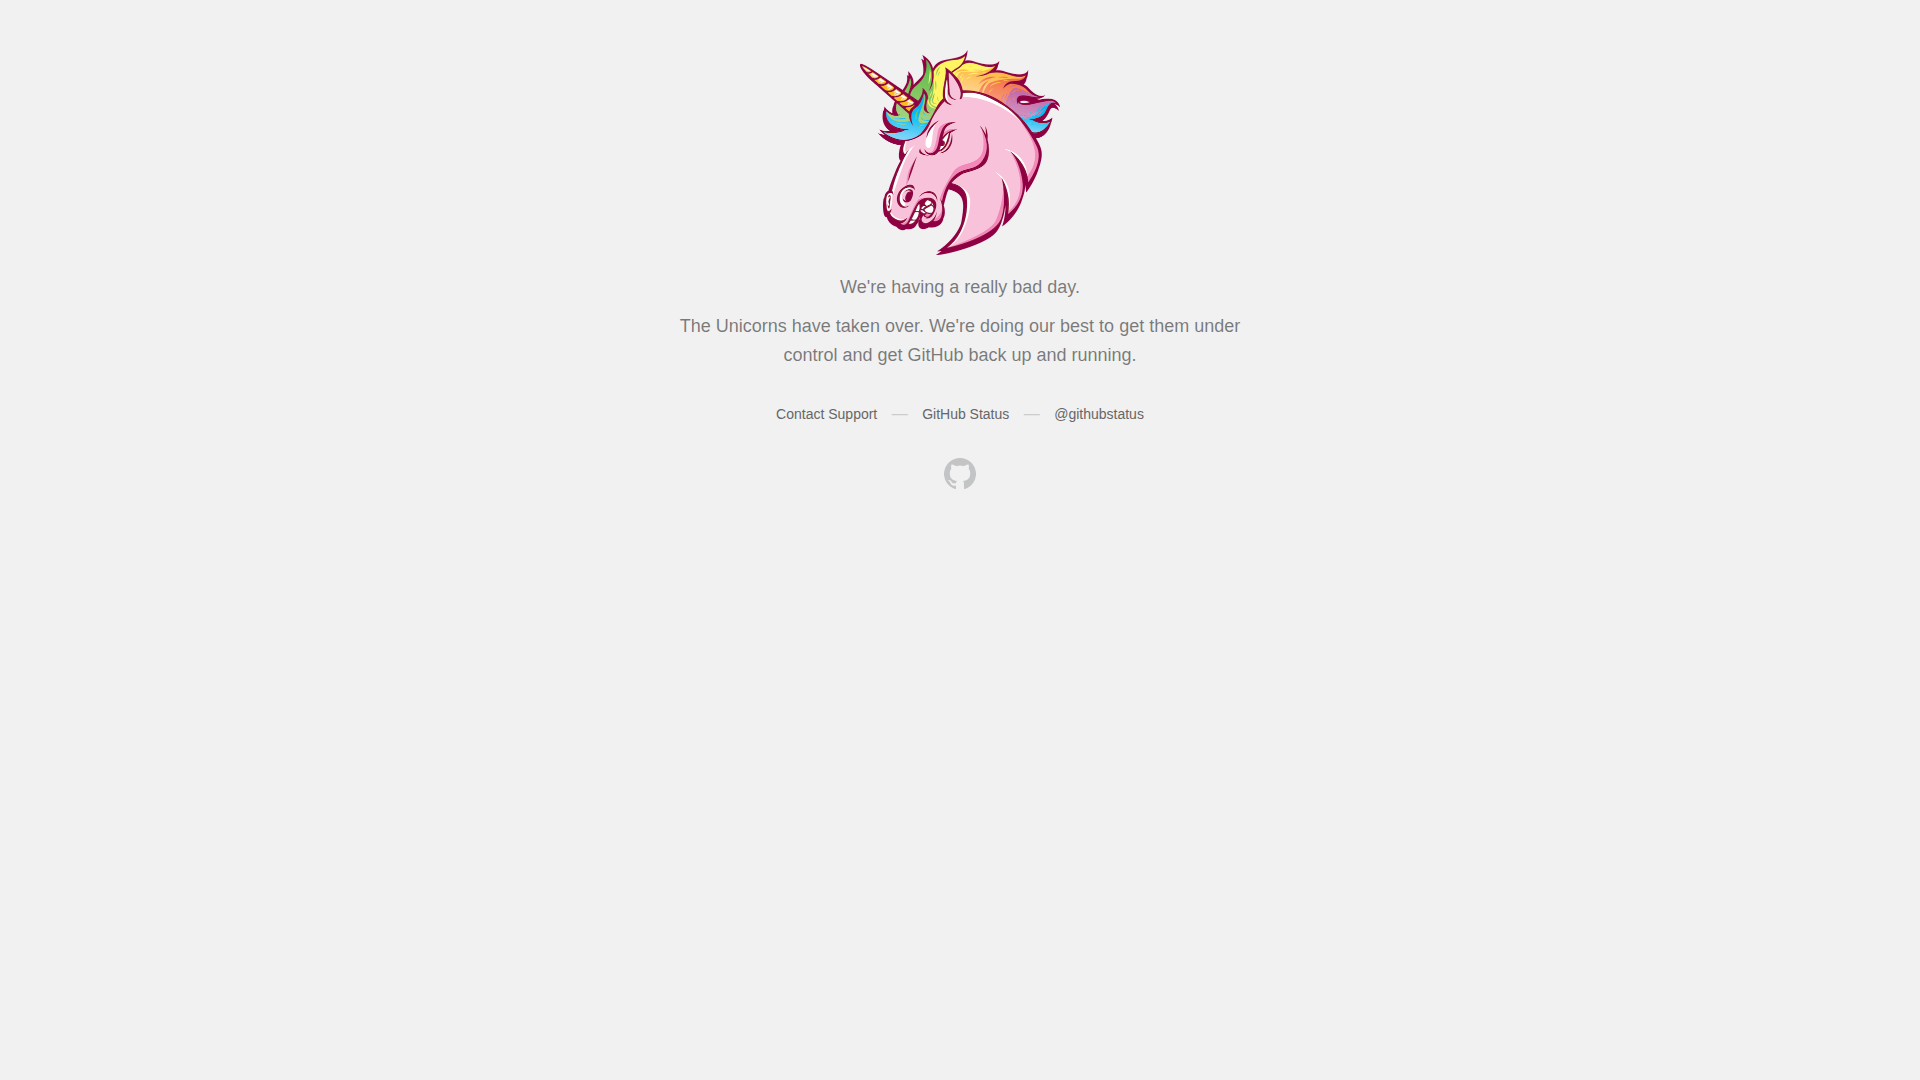 We're having a really bad day.
The Unicorns have taken over. We're doing our best to get them under
control and get GitHub back up and running.
Contact Support — GitHub Status — @githubstatus